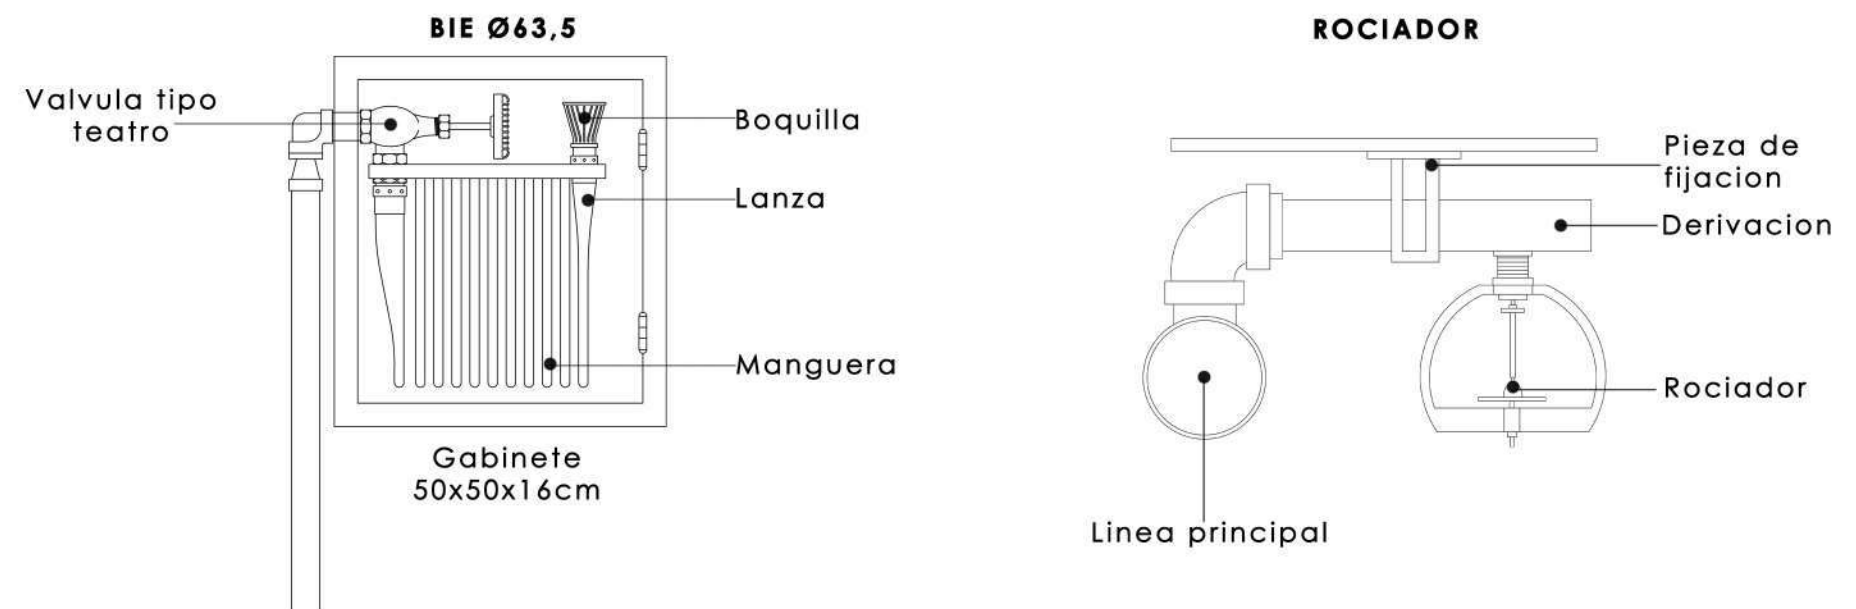 BIE Ø63,5
Valvula tipo
teatro
Boquilla
Lanza
Manguera
Gabinete
50x50x16cm
ROCIADOR
Pieza de
fijacion
Derivacion
Rociador
Linea principal